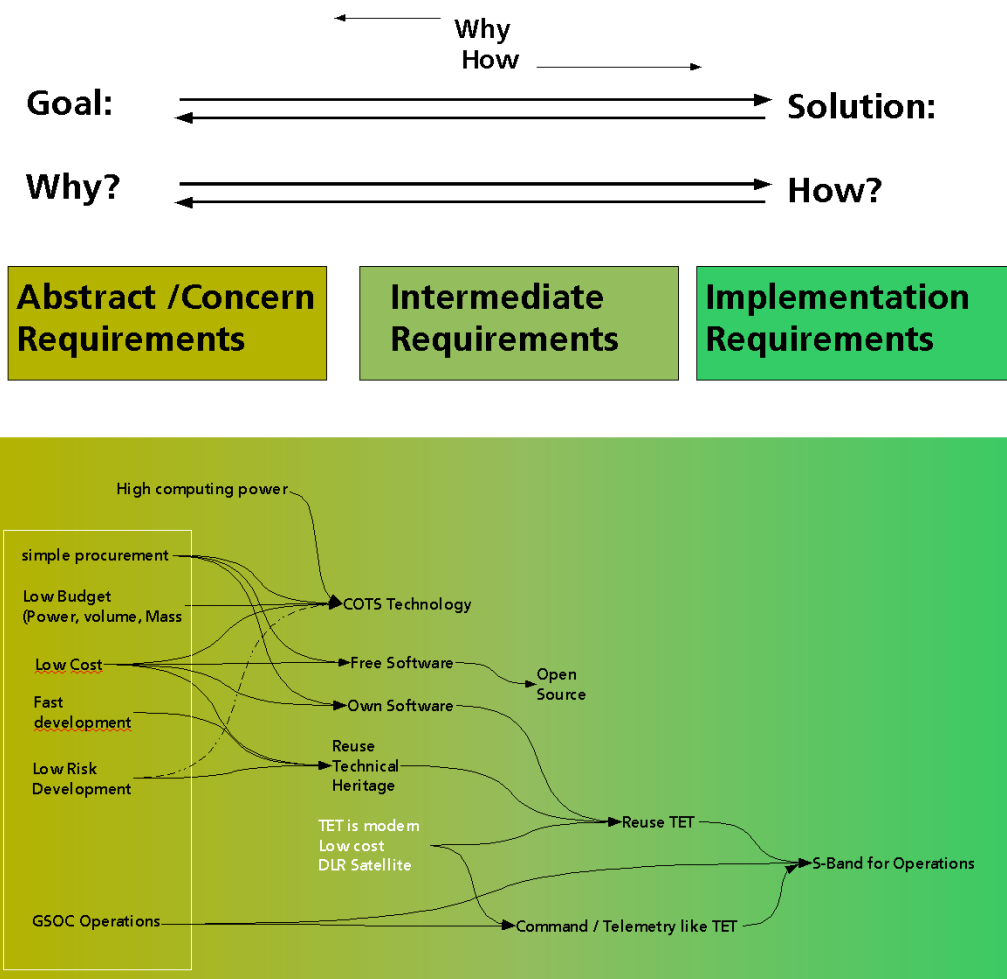 Why
How
Goal:
Solution:
Why?
How?
Abstract /Concern
Requirements
Intermediate
Requirements
Implementation
Requirements
High computing power
simple procurement
Low Budget
(Power, volume, Mass
COTS Technology
Low Cost
Free Software
Open
Source
Fast
development
Own Software
Reuse
Technical
Heritage
Low Risk
Development
TET is modern
Low cost
DLR Satellite
Reuse TET
S-Band for Operations
GSOC Operations
Command / Telemetry like TET